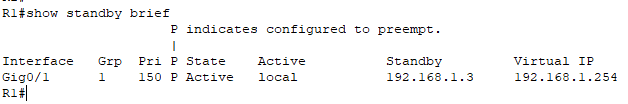 R1#show standby brief
                     P indicates configured to preempt.
                     |
Interface   Grp  Pri P State    Active          Standby         Virtual IP
Gig0/1      1    150 P Active   local           192.168.1.3     192.168.1.254
R1#